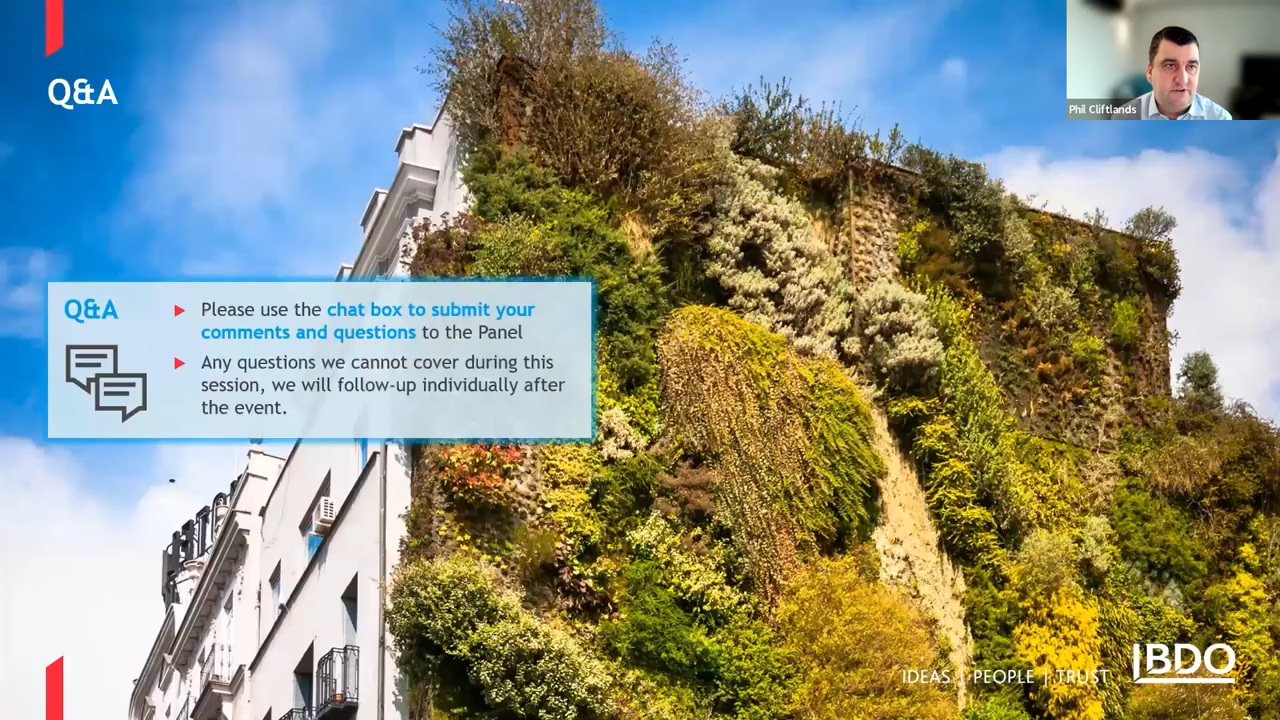 Q&A
Phil Cliftlands
Q&A
Please use the chat box to submit your
comments and questions to the Panel
Any questions we cannot cover during this
session, we will follow-up individually after
the event.
IDEAS | PEOPLE | TRUST
BDO